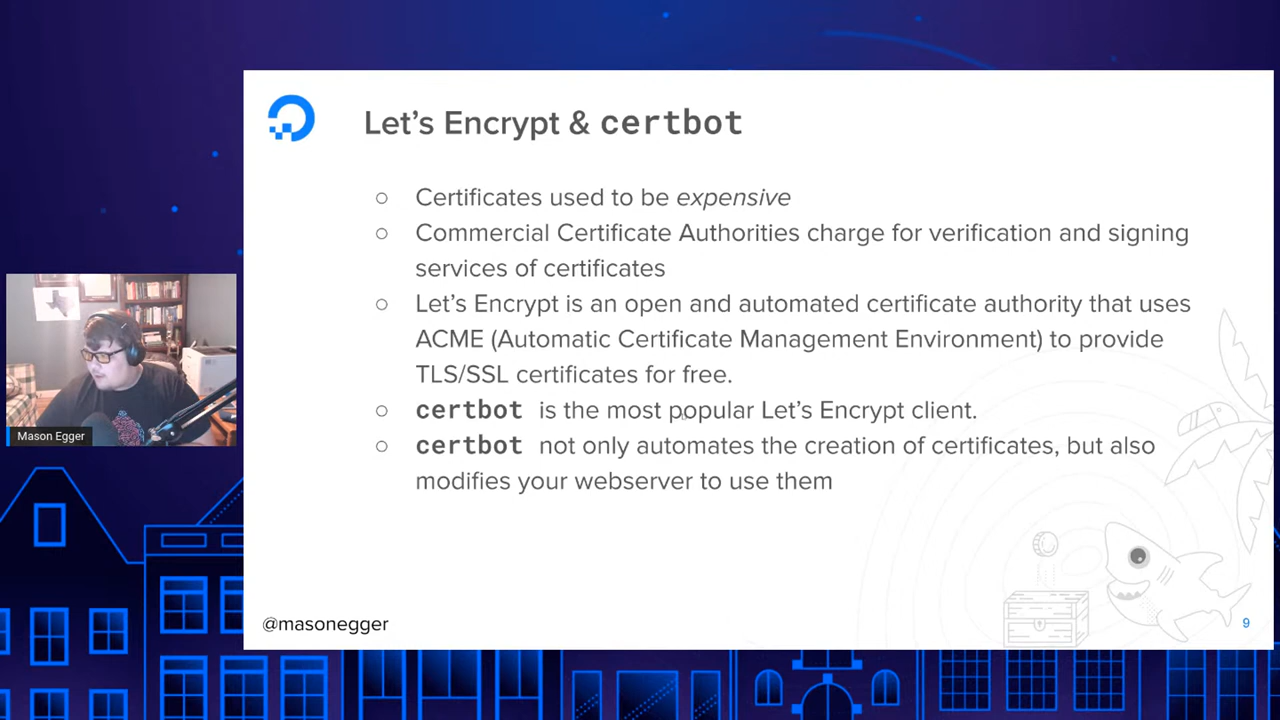 Let's Encrypt & certbot
○ Certificates used to be expensive
○ Commercial Certificate Authorities charge for verification and signing
services of certificates
○ Let's Encrypt is an open and automated certificate authority that uses
ACME (Automatic Certificate Management Environment) to provide
TLS/SSL certificates for free.
○ certbot is the most popular Let's Encrypt client.
○ certbot not only automates the creation of certificates, but also
modifies your webserver to use them
Mason Egger
@masonegger
9